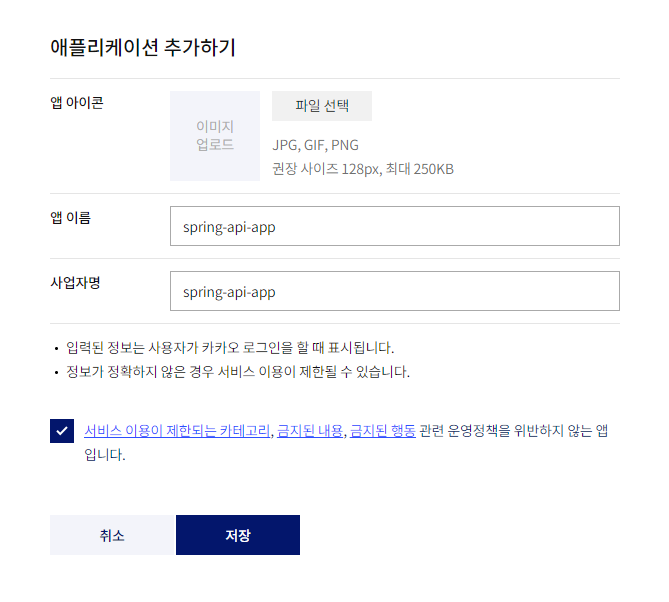 애플리케이션 추가하기
앱 아이콘
이미지
업로드
파일 선택
JPG, GIF, PNG
권장 사이즈 128px, 최대 250KB
앱 이름
spring-api-app
사업자명
spring-api-app
• 입력된 정보는 사용자가 카카오 로그인을 할 때 표시됩니다.
• 정보가 정확하지 않은 경우 서비스 이용이 제한될 수 있습니다.
서비스 이용이 제한되는 카테고리, 금지된 내용, 금지된 행동 관련 운영정책을 위반하지 않는 앱
입니다.
취소
저장